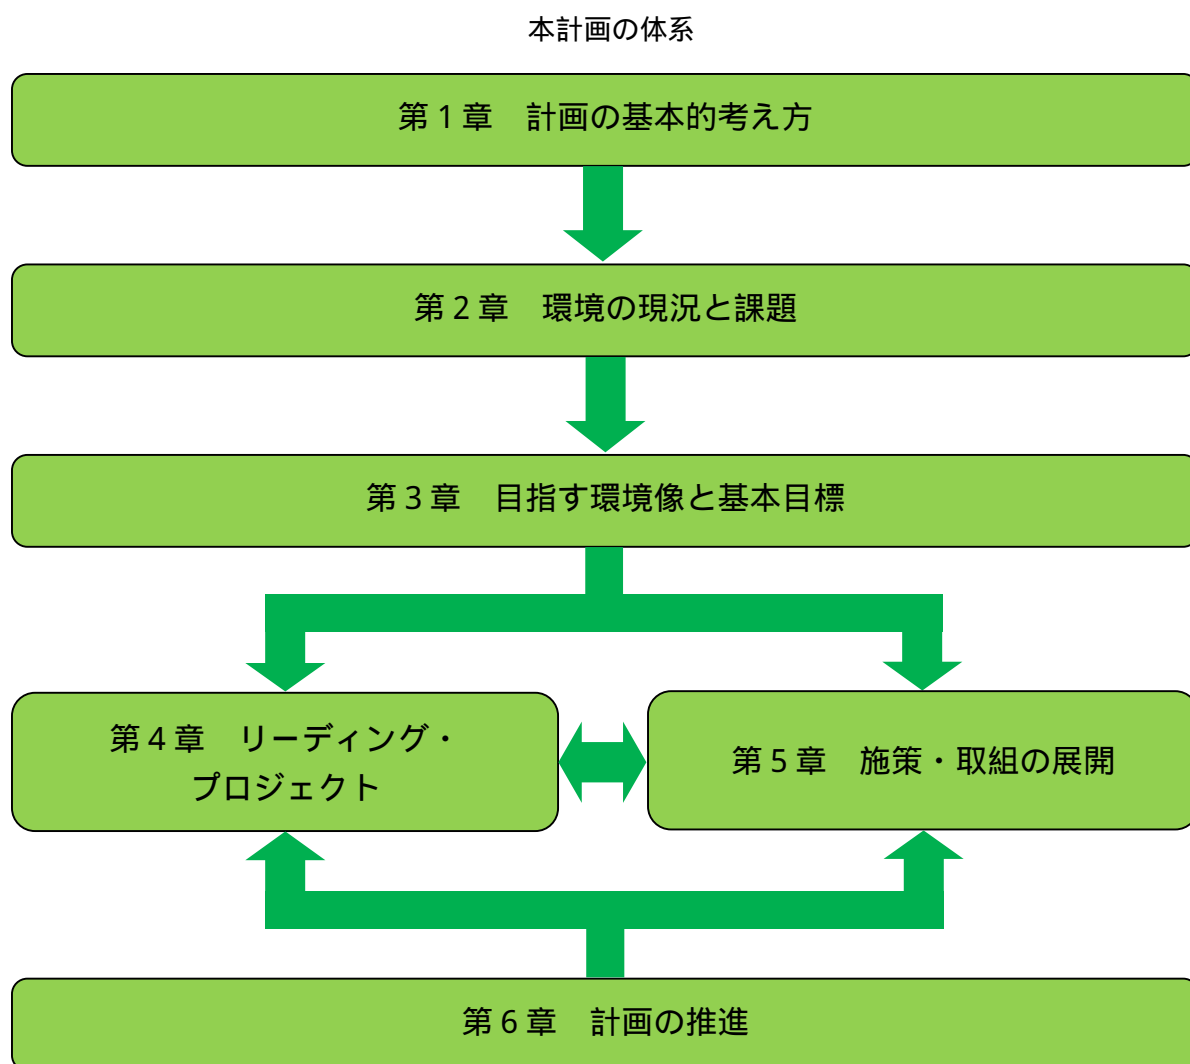 本計画の体系
第1章　計画の基本的考え方
第2章　環境の現況と課題
第3章　目指す環境像と基本目標
第4章　リーディング・
プロジェクト
第5章　施策・取組の展開
第6章　計画の推進